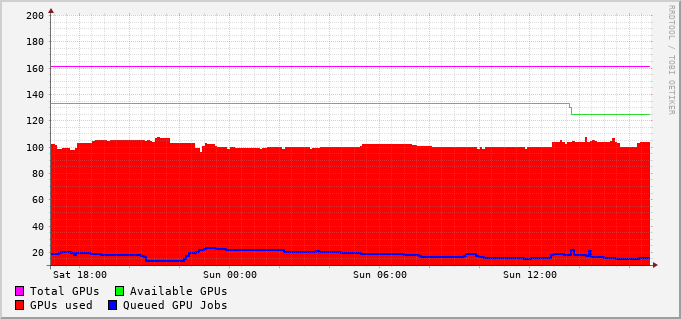 200
180
160
140
120
100
80
60
40
20
Sat 18:00 Sun 00:00 Sun 06:00 Sun 12:00
Total GPUs Available GPUs
GPUs used Queued GPU Jobs
RRDTOOL / TOBI OETIKER